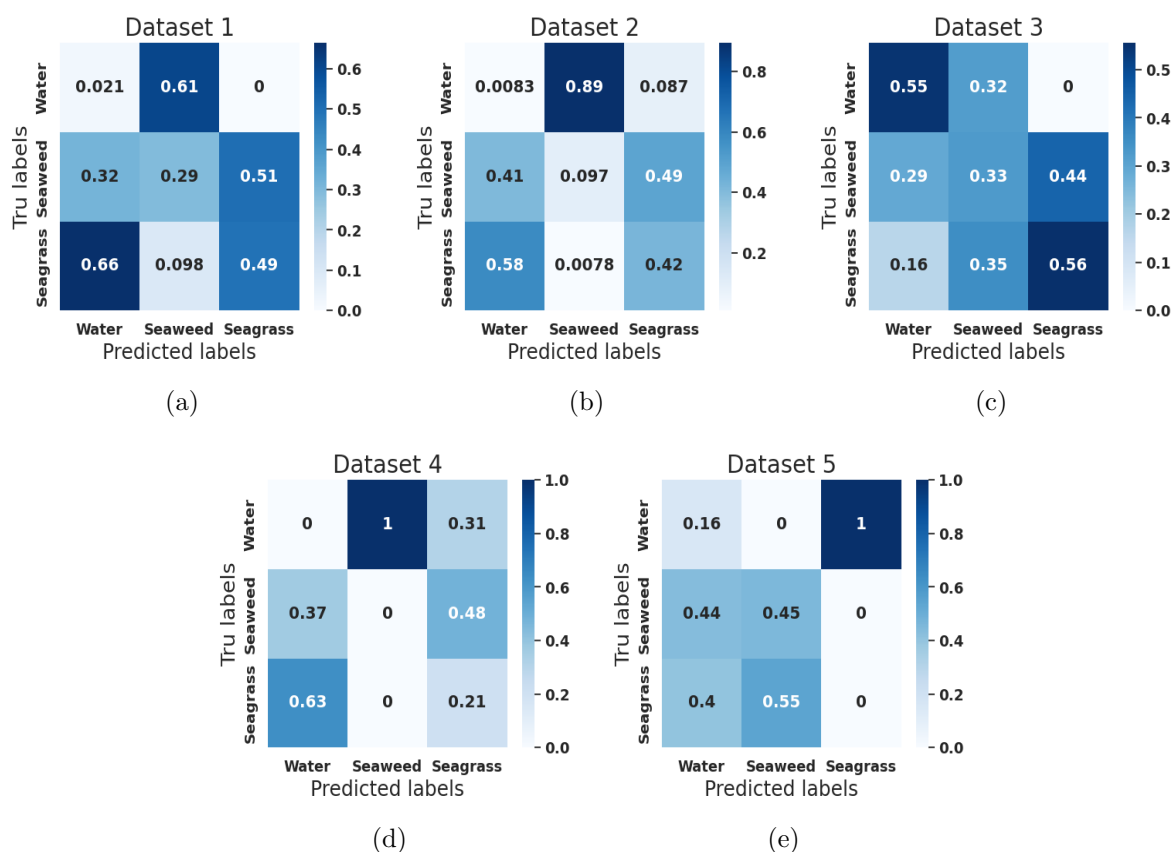 Dataset 1
Water 0.021 0.61 0
Seaweed 0.32 0.29 0.51
Seagrass 0.66 0.098 0.49
Tru labels
Water Seaweed Seagrass
Predicted labels
0.6
0.5
0.4
0.3
0.2
0.1
0.0
(a)
Dataset 2
Water 0.0083 0.89 0.087
Seaweed 0.41 0.097 0.49
Seagrass 0.58 0.0078 0.42
Tru labels
Water Seaweed Seagrass
Predicted labels
0.8
0.6
0.4
0.2
(b)
Dataset 3
Water 0.55 0.32 0
Seaweed 0.29 0.33 0.44
Seagrass 0.16 0.35 0.56
Tru labels
Water Seaweed Seagrass
Predicted labels
0.5
0.4
0.3
0.2
0.1
0.0
(c)
Dataset 4
Water 0 1 0.31
Seaweed 0.37 0 0.48
Seagrass 0.63 0 0.21
Tru labels
Water Seaweed Seagrass
Predicted labels
1.0
0.8
0.6
0.4
0.2
0.0
(d)
Dataset 5
Water 0.16 0 1
Seaweed 0.44 0.45 0
Seagrass 0.4 0.55 0
Tru labels
Water Seaweed Seagrass
Predicted labels
1.0
0.8
0.6
0.4
0.2
0.0
(e)